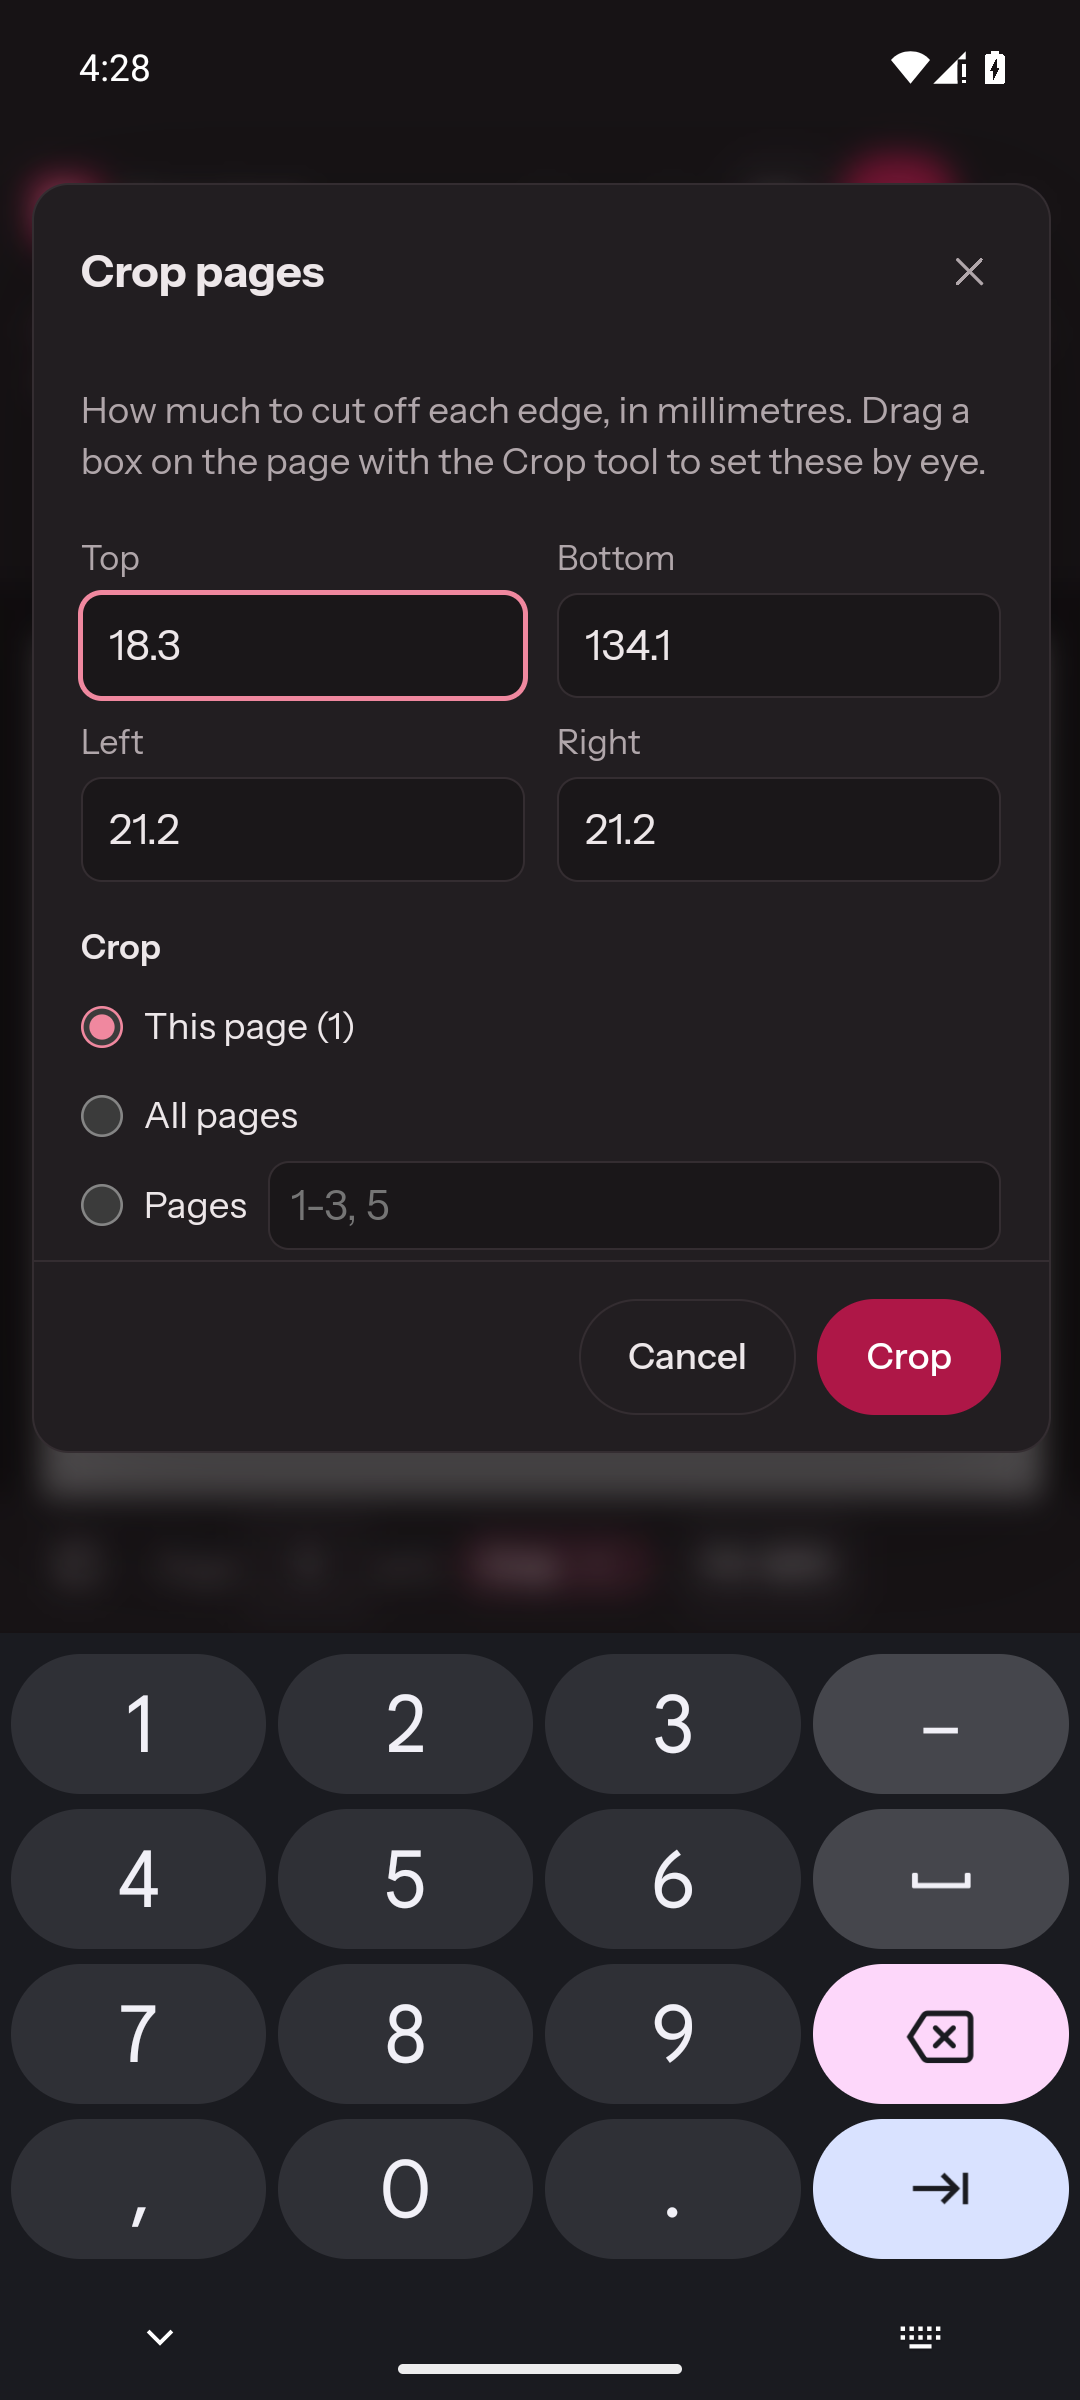 4:28
Crop pages
How much to cut off each edge, in millimetres. Drag a
box on the page with the Crop tool to set these by eye.
Top Bottom
18.3 134.1
Left Right
21.2 21.2
Crop
This page (1)
All pages
Pages 1-3, 5
Cancel Crop
1 2 3 –
4 5 6
7 8 9
, 0 .